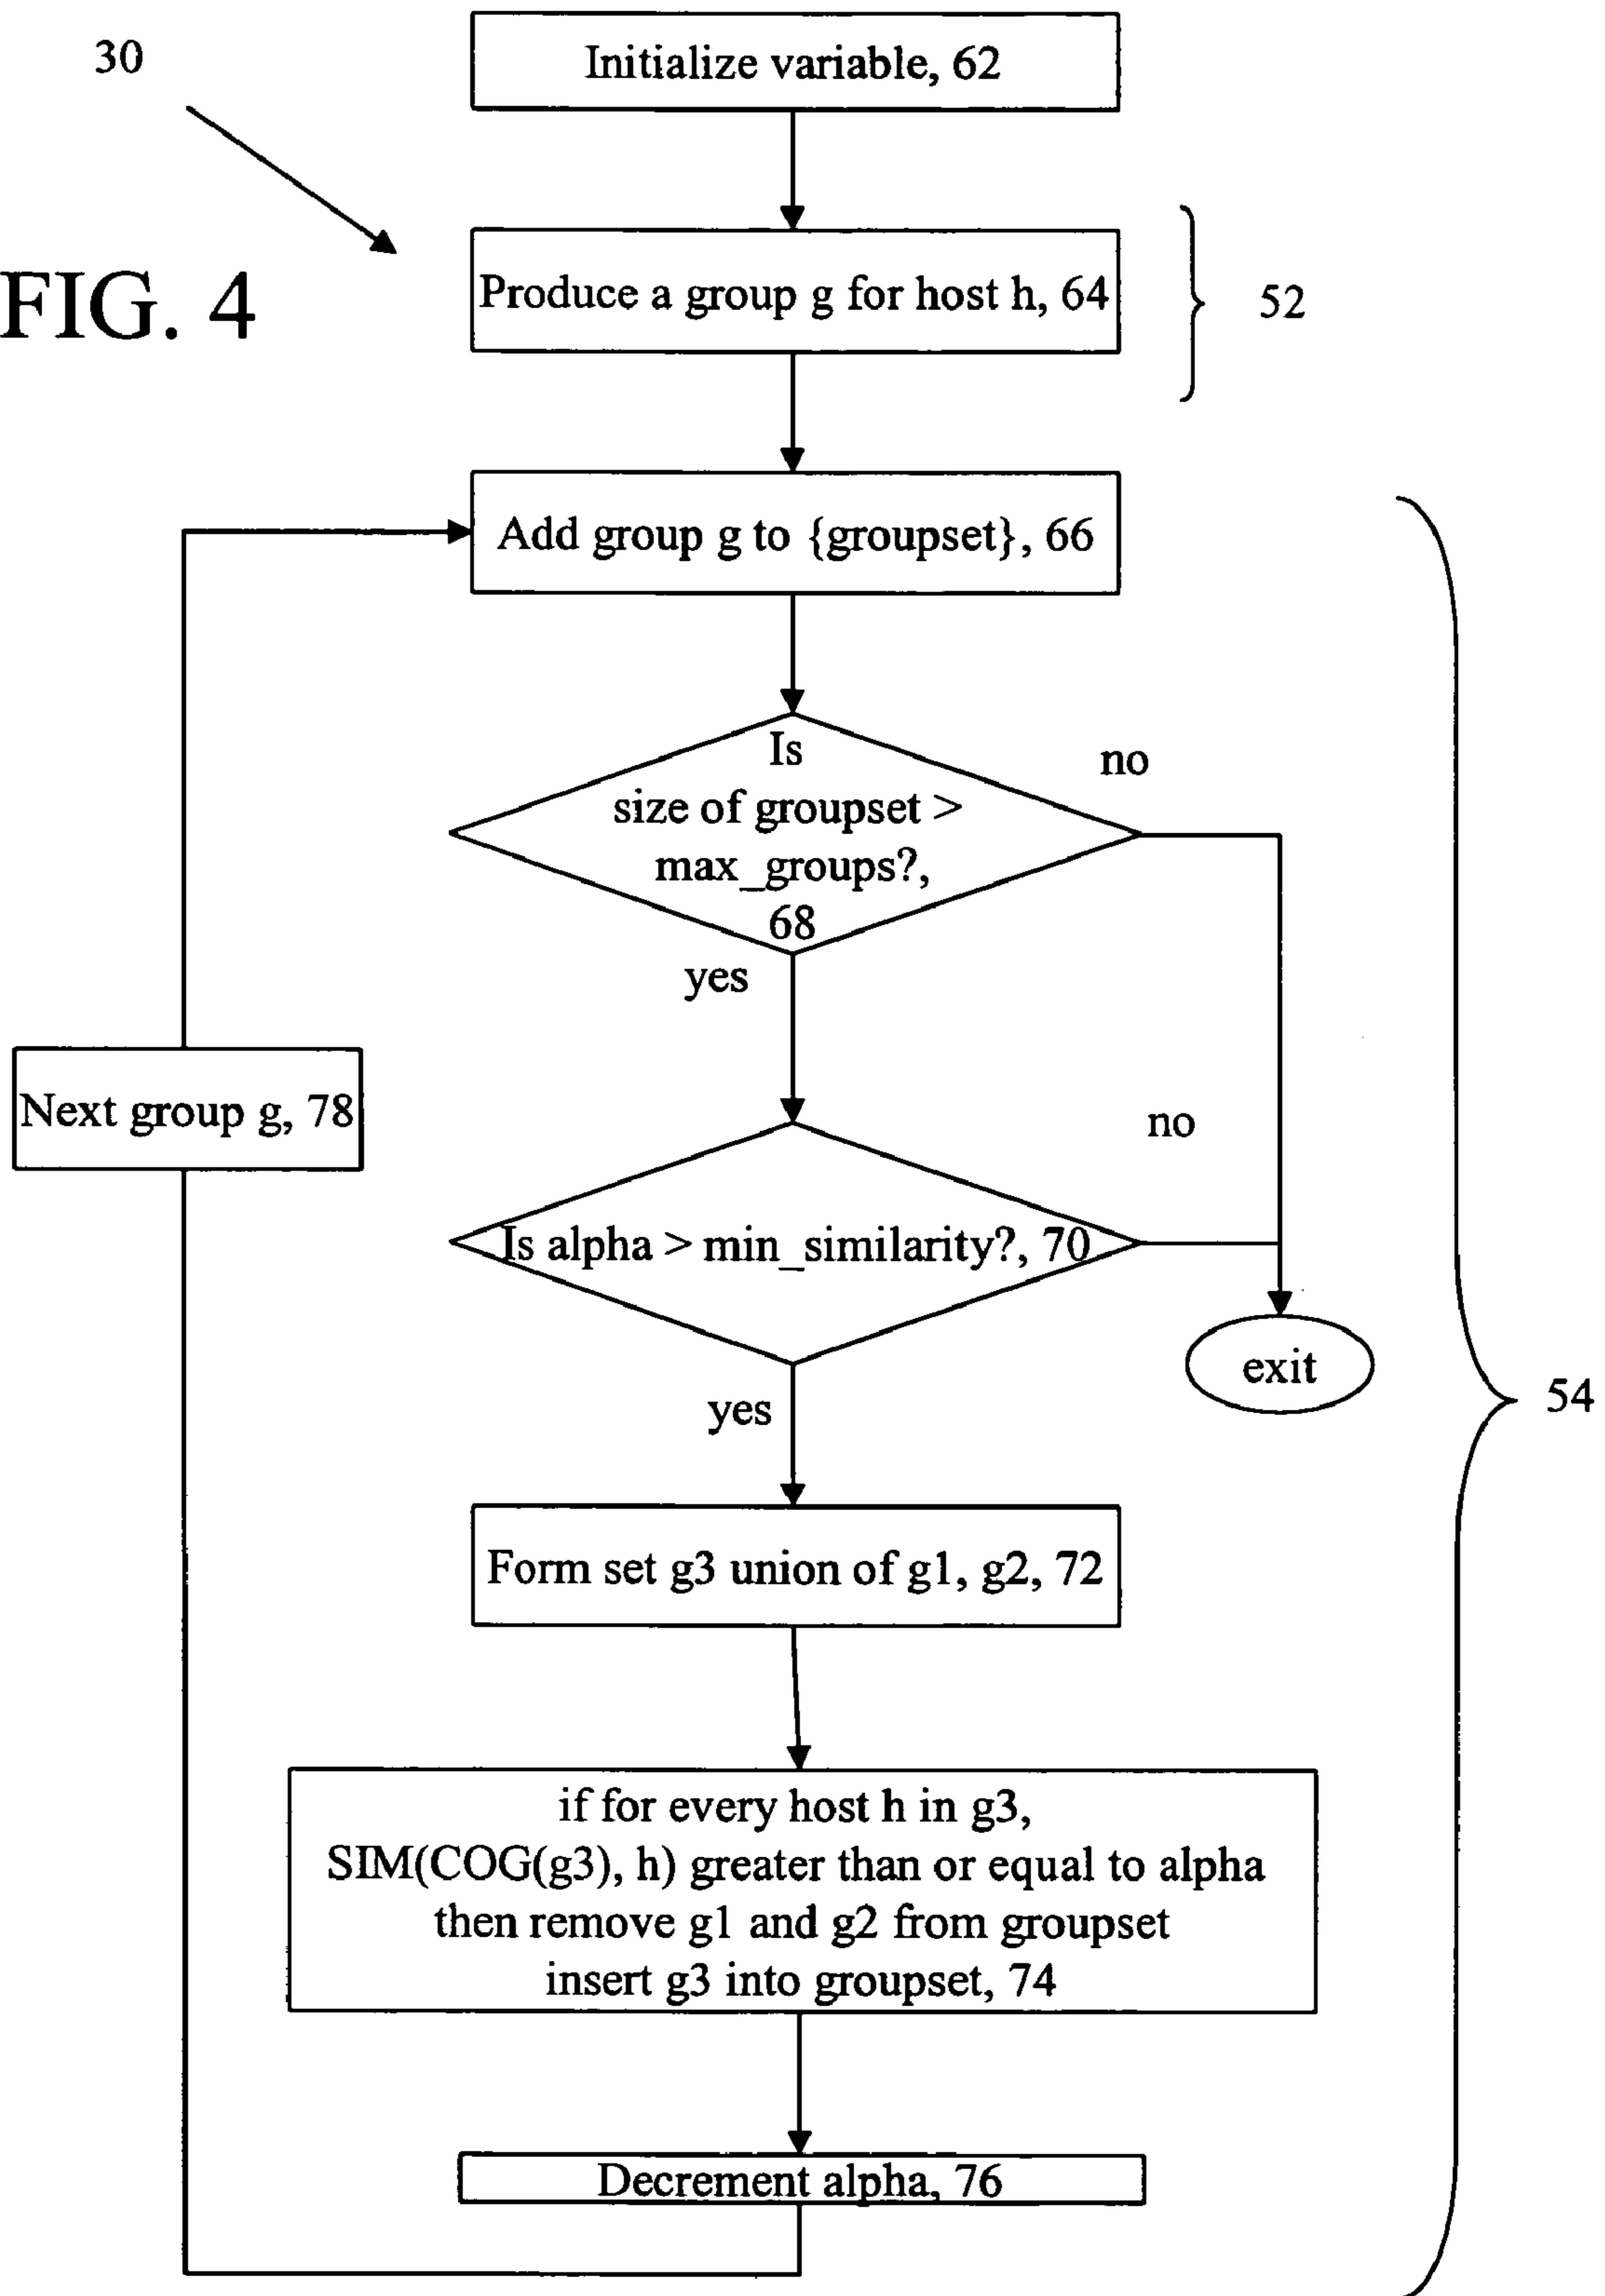 30
Initialize variable, 62
FIG. 4
Produce a group g for host h, 64
52
Add group g to {groupset}, 66
Is
size of groupset >
max_groups?,
68
no
yes
Next group g, 78
no
Is alpha > min_similarity?, 70
exit
yes
54
Form set g3 union of g1, g2, 72
if for every host h in g3,
SIM(COG(g3), h) greater than or equal to alpha
then remove g1 and g2 from groupset
insert g3 into groupset, 74
Decrement alpha, 76